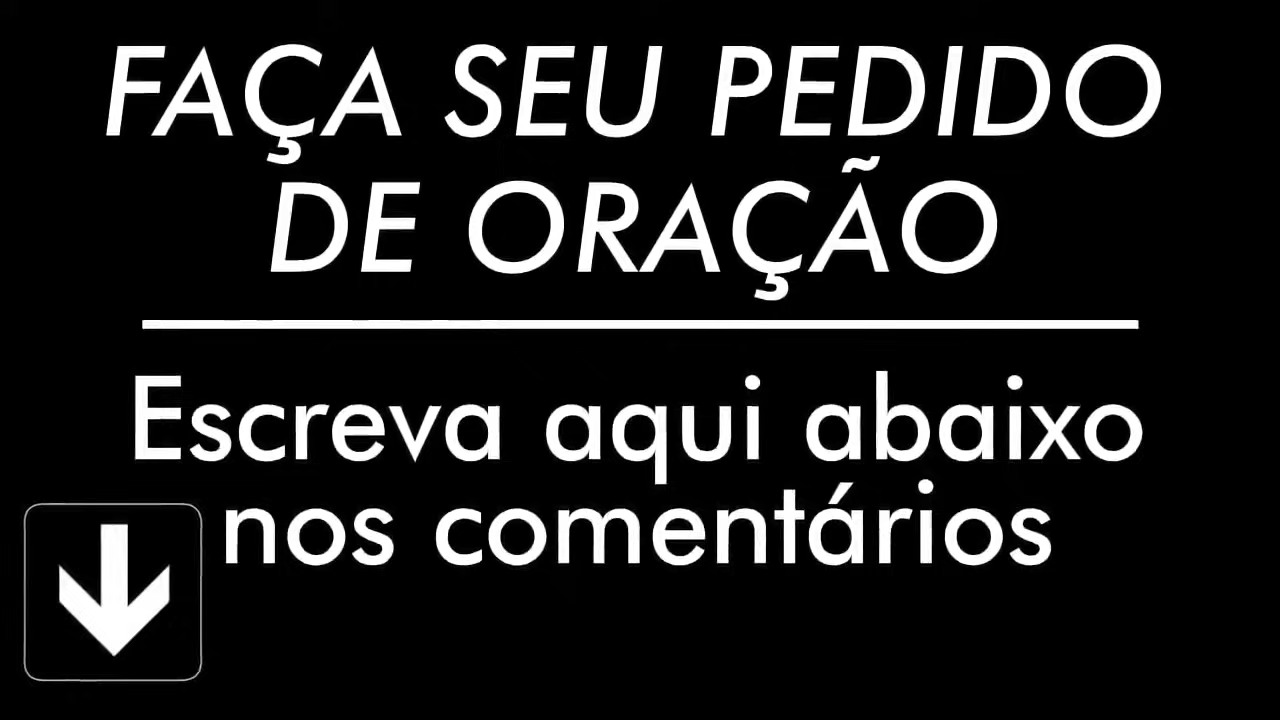 FAÇA SEU PEDIDO
DE ORAÇÃO
Escreva aqui abaixo
nos comentários